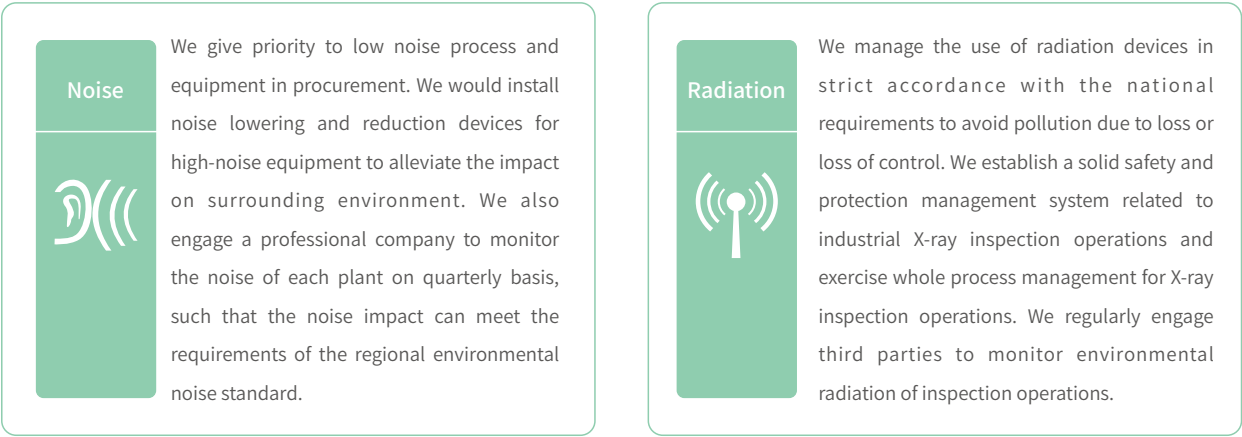 Noise
We give priority to low noise process and
equipment in procurement. We would install
noise lowering and reduction devices for
high-noise equipment to alleviate the impact
on surrounding environment. We also
engage a professional company to monitor
the noise of each plant on quarterly basis,
such that the noise impact can meet the
requirements of the regional environmental
noise standard.
Radiation
We manage the use of radiation devices in
strict accordance with the national
requirements to avoid pollution due to loss or
loss of control. We establish a solid safety and
protection management system related to
industrial X-ray inspection operations and
exercise whole process management for X-ray
inspection operations. We regularly engage
third parties to monitor environmental
radiation of inspection operations.